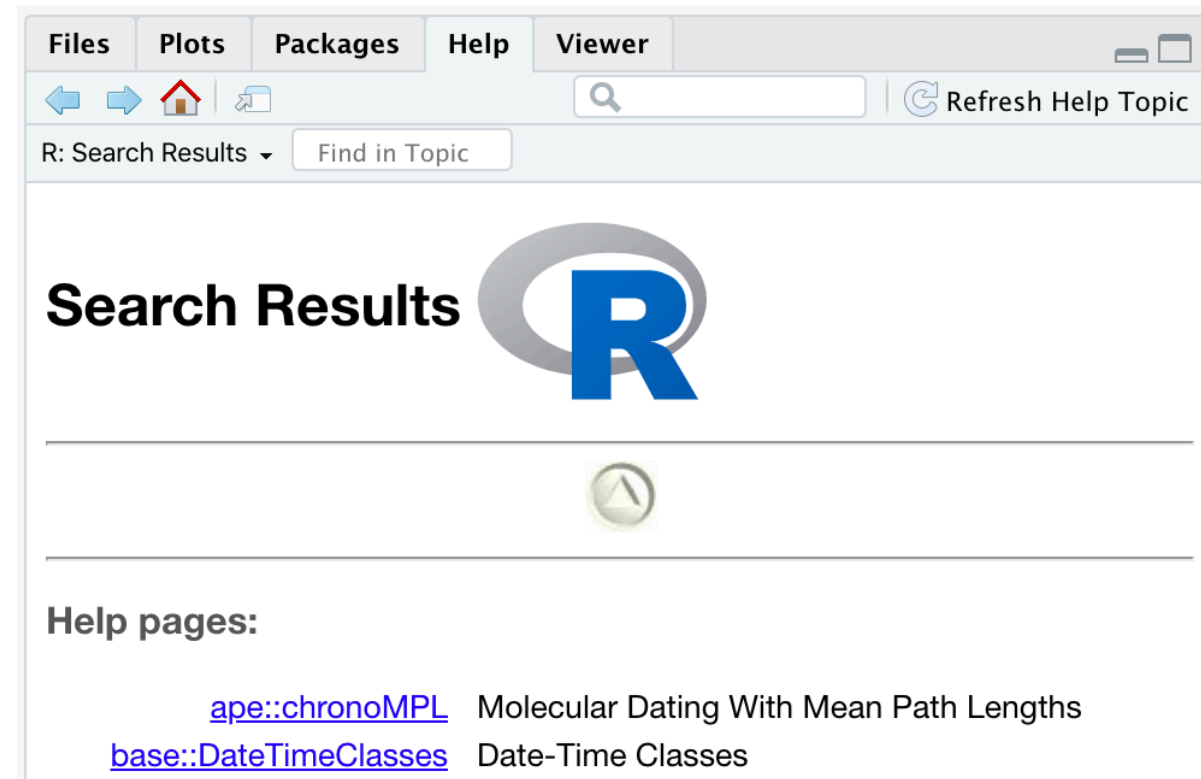 Files Plots Packages Help Viewer
Refresh Help Topic
R: Search Results Find in Topic
Search Results R
Help pages:
ape::chronoMPL Molecular Dating With Mean Path Lengths
base::DateTimeClasses Date-Time Classes